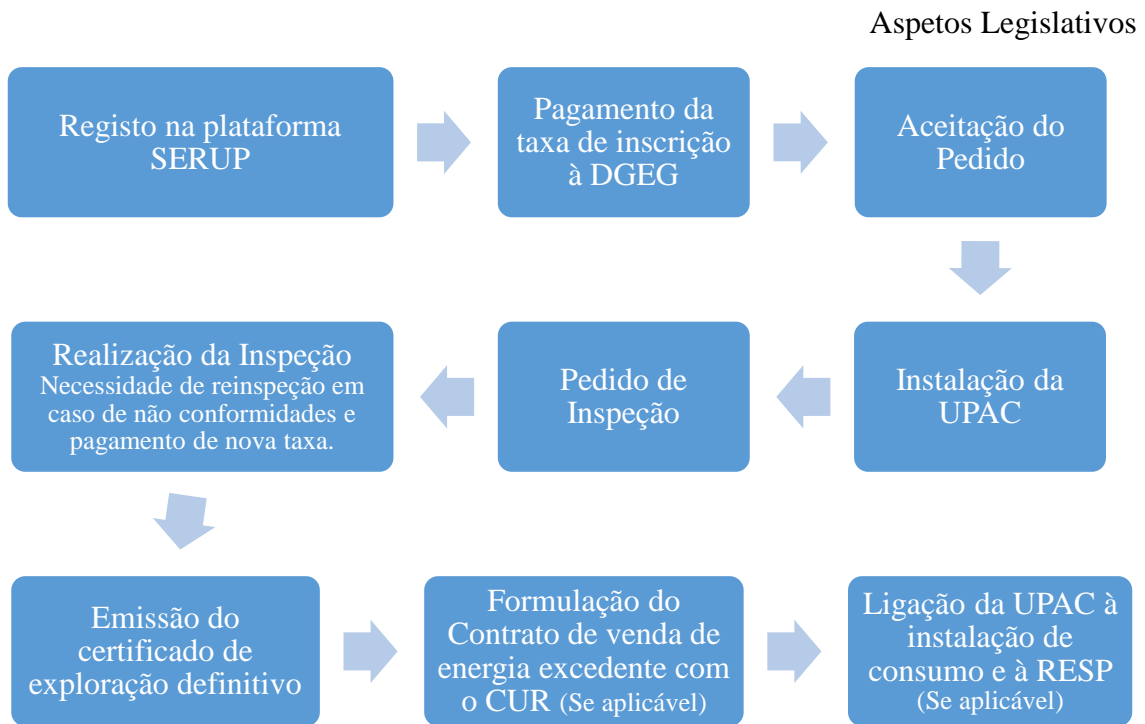 Aspetos Legislativos
Registo na plataforma
SERUP
Pagamento da
taxa de inscrição
à DGEG
Aceitação do
Pedido
Instalação da
UPAC
Pedido de
Inspeção
Realização da Inspeção
Necessidade de reinspeção em
caso de não conformidades e
pagamento de nova taxa.
Emissão do
certificado de
exploração definitivo
Formulação do
Contrato de venda de
energia excedente com
o CUR (Se aplicável)
Ligação da UPAC à
instalação de
consumo e à RESP
(Se aplicável)